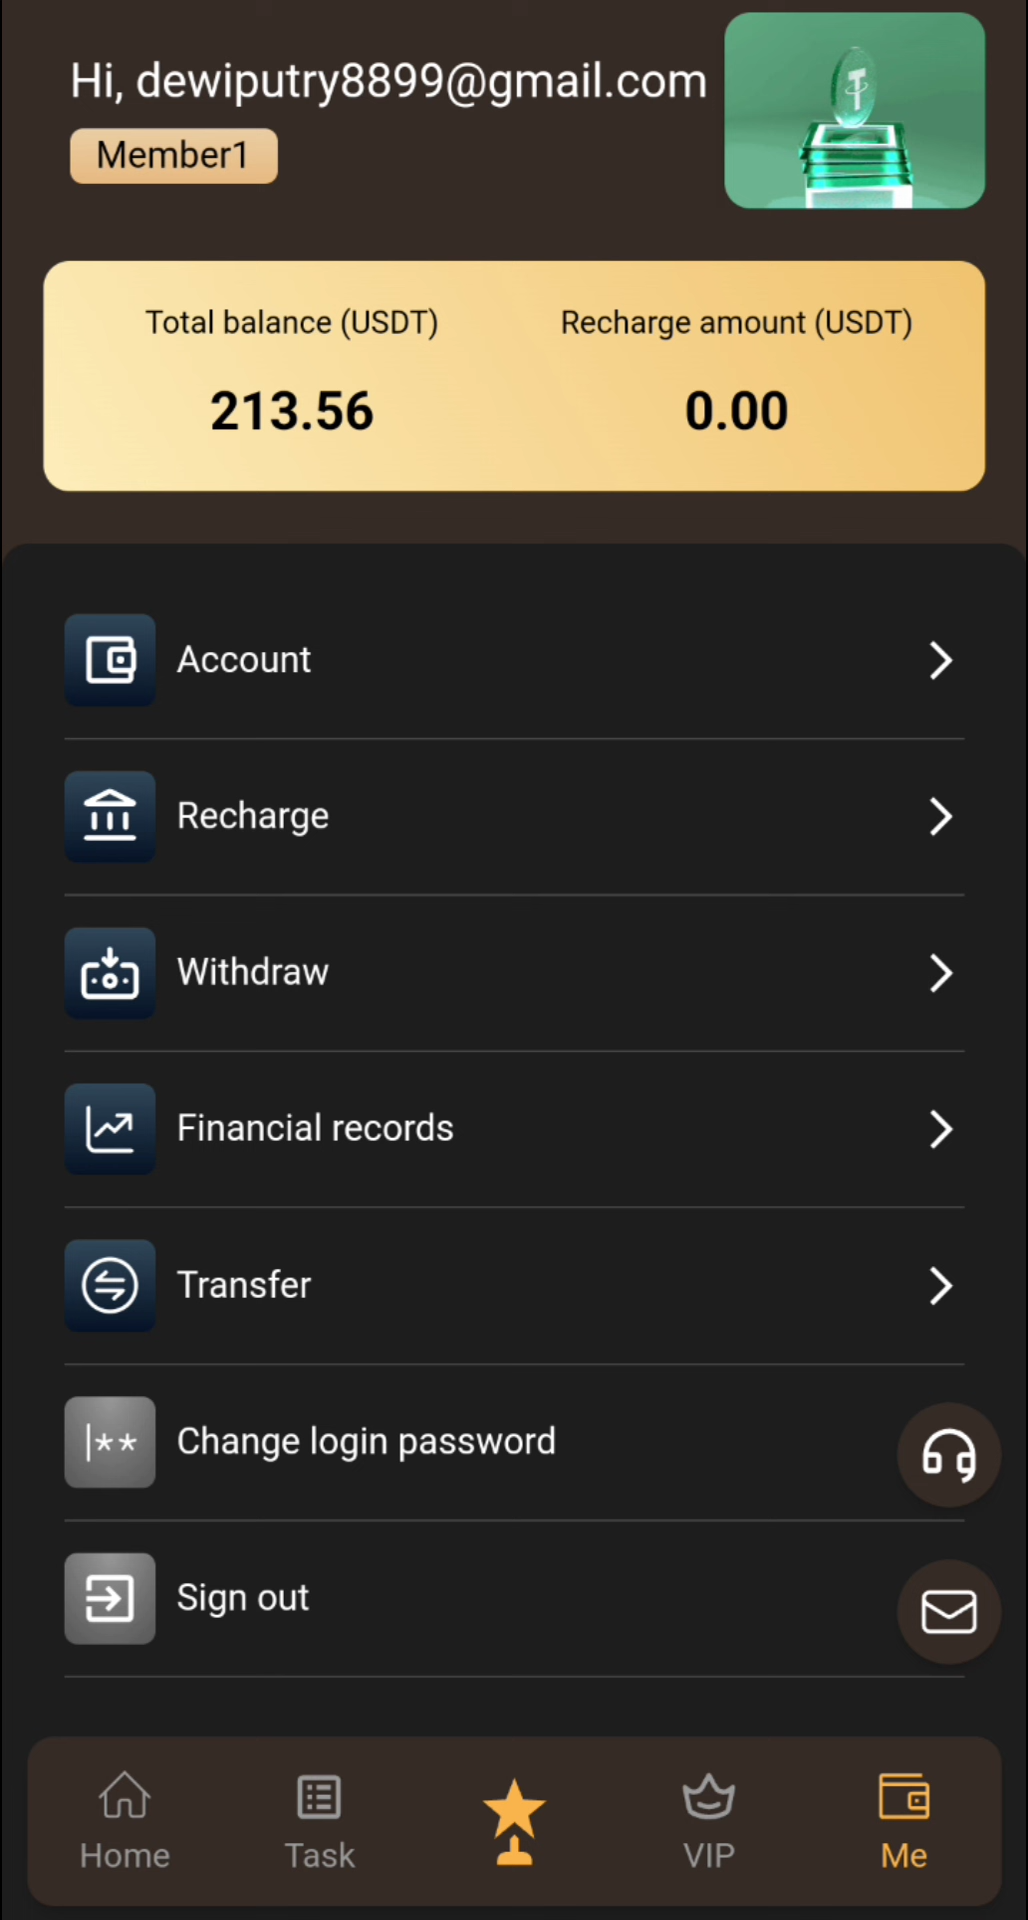 Hi, dewiputry8899@gmail.com
Member1
Total balance (USDT)
Recharge amount (USDT)
213.56
0.00
Account
Recharge
Withdraw
Financial records
Transfer
|** Change login password
Sign out
Home
Task
VIP
Me